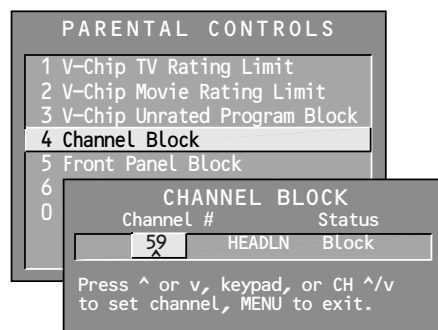 PARENTAL CONTROLS
1 V-Chip TV Rating Limit
2 V-Chip Movie Rating Limit
3 V-Chip Unrated Program Block
4 Channel Block
5 Front Panel Block
6
0
CHANNEL BLOCK
Channel # Status
59 HEADLN Block
Press ^ or v, keypad, or CH ^/v
to set channel, MENU to exit.